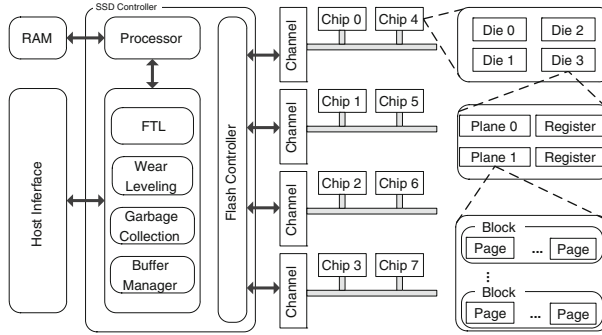 SSD Controller
RAM
Processor
FTL
Wear
Leveling
Garbage
Collection
Buffer
Manager
Host Inferface
Flash Controller
Channel
Chip 0
Chip 4
Channel
Chip 1
Chip 5
Channel
Chip 2
Chip 6
Channel
Chip 3
Chip 7
Die 0
Die 2
Die 1
Die 3
Plane 0
Register
Plane 1
Register
Block
Page ... Page
...
Block
Page ... Page